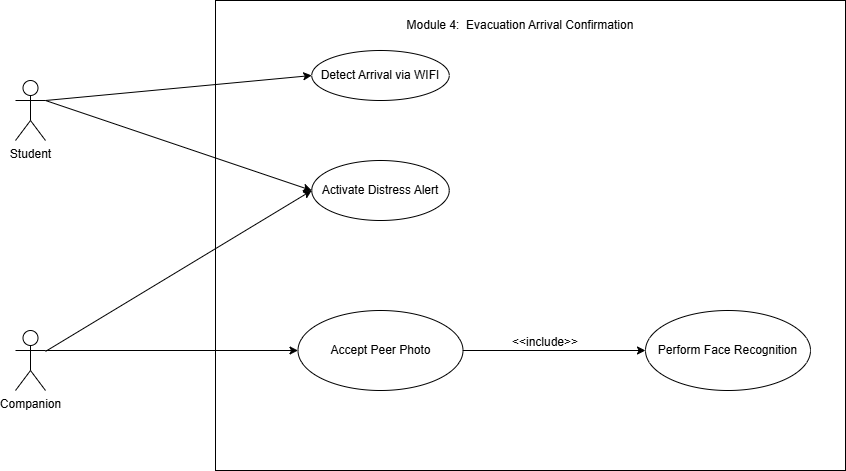 Module 4:  Evacuation Arrival Confirmation
Detect Arrival via WIFI
Student
Activate Distress Alert
Accept Peer Photo
<<include>>
Perform Face Recognition
Companion